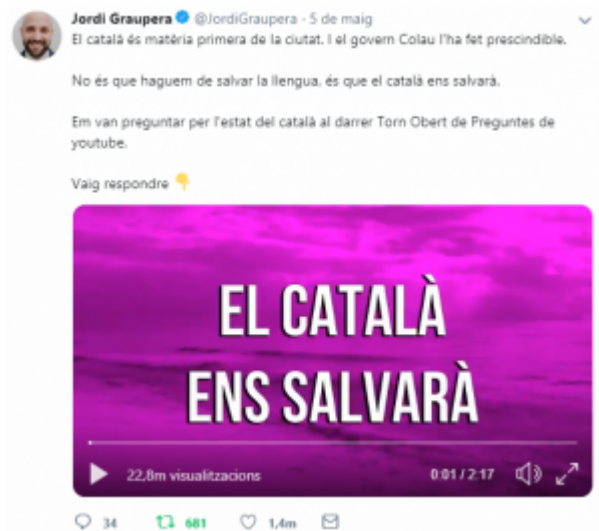 Jordi Graupera @JordiGraupera · 5 de maig
El català és matèria primera de la ciutat. I el govern Colau l'ha fet prescindible.
No és que haguem de salvar la llengua, és que el català ens salvarà.
Em van preguntar per l'estat del català al darrer Torn Obert de Preguntes de
youtube.
Vaig respondre 👇
EL CATALÀ
ENS SALVARÀ
22,8m visualitzacions 0:01 / 2:17
34 681 1,4m